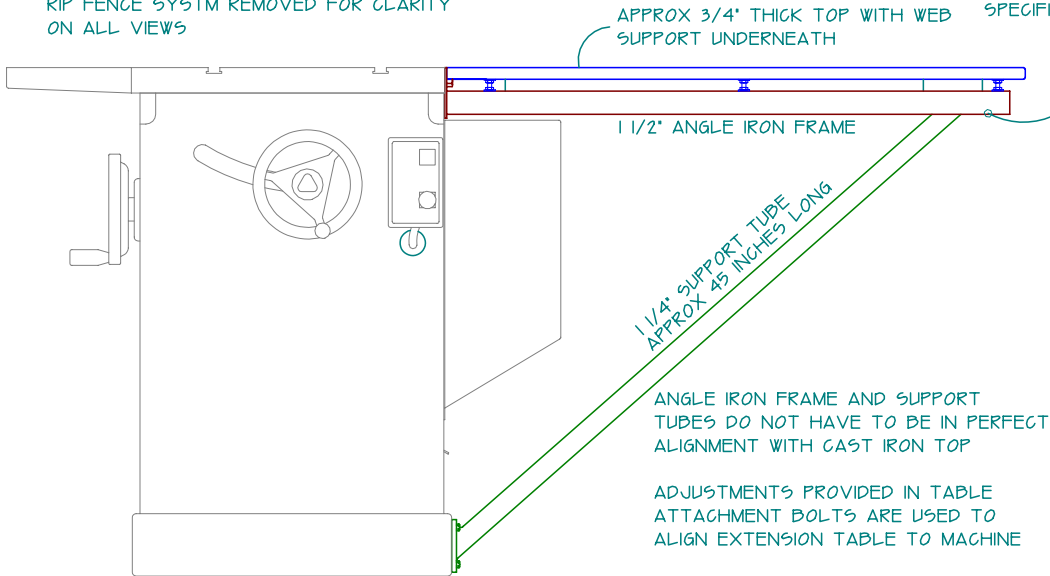 RIP FENCE SYSTM REMOVED FOR CLARITY
ON ALL VIEWS
APPROX 3/4" THICK TOP WITH WEB
SUPPORT UNDERNEATH
1 1/2" ANGLE IRON FRAME
1 1/4" SUPPORT TUBE
APPROX 45 INCHES LONG
ANGLE IRON FRAME AND SUPPORT
TUBES DO NOT HAVE TO BE IN PERFECT
ALIGNMENT WITH CAST IRON TOP
ADJUSTMENTS PROVIDED IN TABLE
ATTACHMENT BOLTS ARE USED TO
ALIGN EXTENSION TABLE TO MACHINE